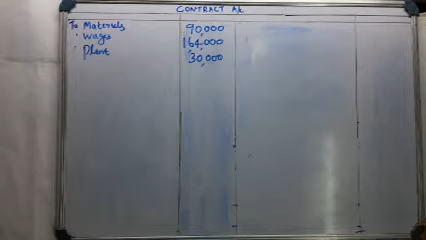 CONTRACT A/c
To Materials 90,000
" Wages 164,000
" Plant 30,000